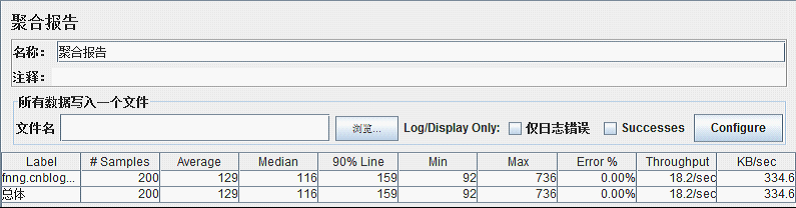 聚合报告
名称： 聚合报告
注释：
所有数据写入一个文件
文件名 浏览... Log/Display Only: 仅日志错误 Successes Configure
Label # Samples Average Median 90% Line Min Max Error % Throughput KB/sec
fnng.cnblog... 200 129 116 159 92 736 0.00% 18.2/sec 334.6
总体 200 129 116 159 92 736 0.00% 18.2/sec 334.6